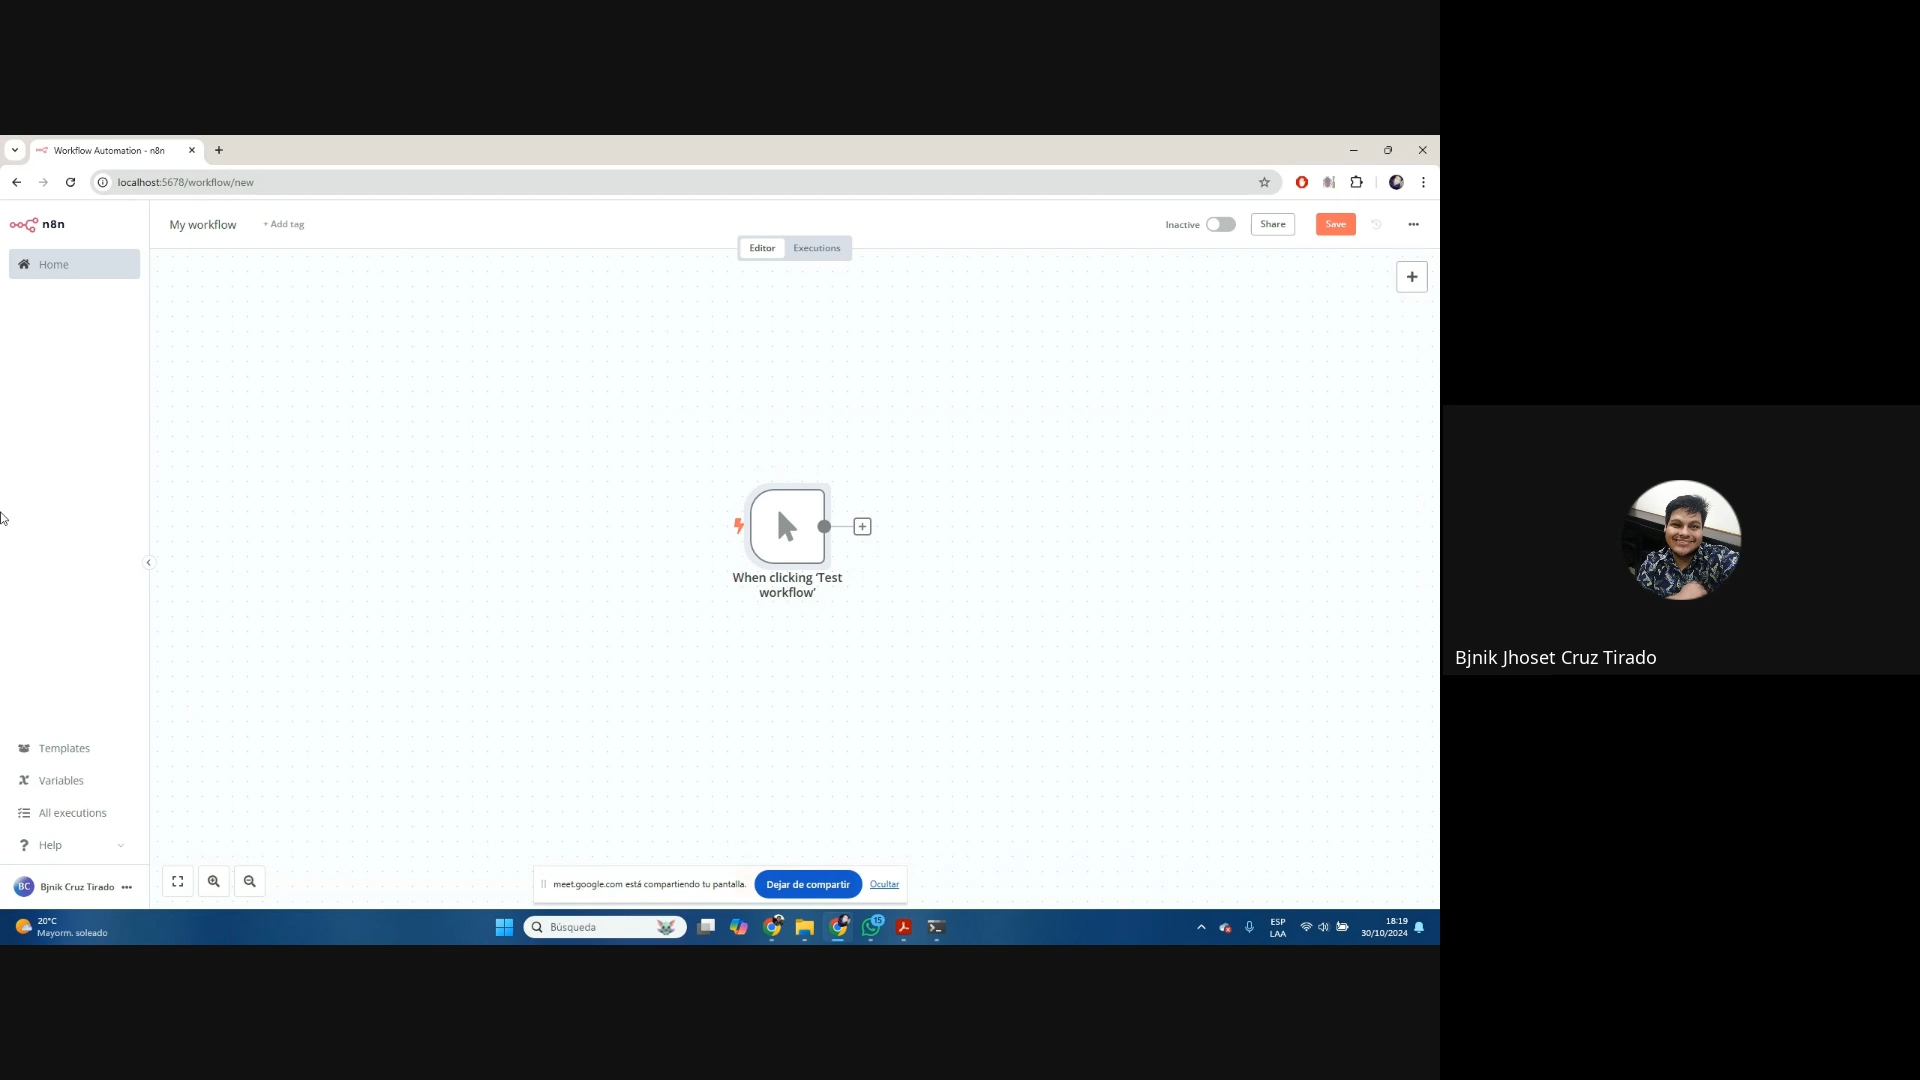 Workflow Automation - n8n
localhost:5678/workflow/new
n8n
My workflow
+ Add tag
Inactive
Share
Save
Editor
Executions
Home
When clicking ‘Test
workflow’
Templates
Variables
All executions
Help
BC
Bjnik Cruz Tirado
meet.google.com está compartiendo tu pantalla.
Dejar de compartir
Ocultar
20°C
Mayorm. soleado
Búsqueda
15
ESP
LAA
18:19
30/10/2024
Bjnik Jhoset Cruz Tirado